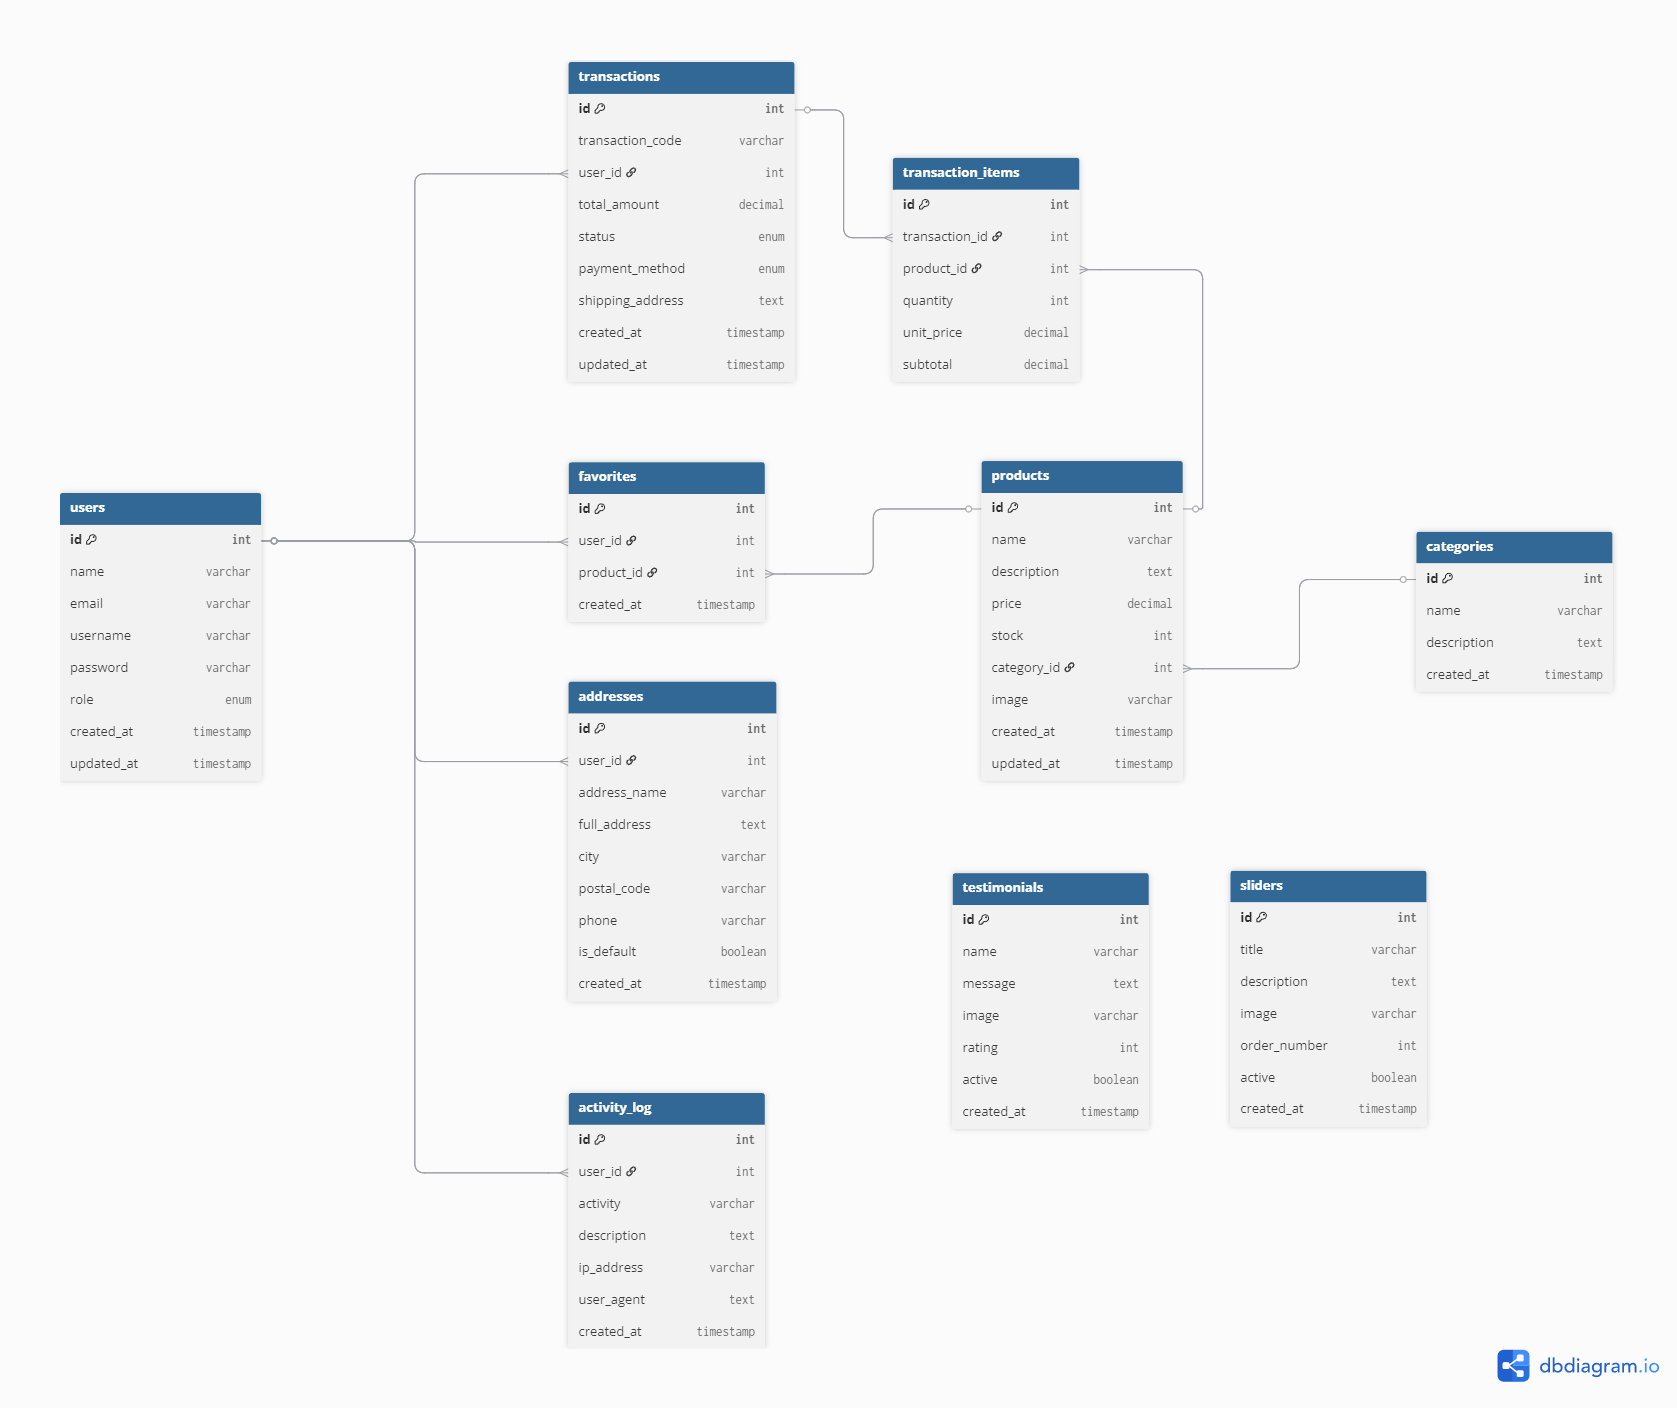 transactions
id int
transaction_code varchar
user_id int
total_amount decimal
status enum
payment_method enum
shipping_address text
created_at timestamp
updated_at timestamp
transaction_items
id int
transaction_id int
product_id int
quantity int
unit_price decimal
subtotal decimal
users
id int
name varchar
email varchar
username varchar
password varchar
role enum
created_at timestamp
updated_at timestamp
favorites
id int
user_id int
product_id int
created_at timestamp
products
id int
name varchar
description text
price decimal
stock int
category_id int
image varchar
created_at timestamp
updated_at timestamp
categories
id int
name varchar
description text
created_at timestamp
addresses
id int
user_id int
address_name varchar
full_address text
city varchar
postal_code varchar
phone varchar
is_default boolean
created_at timestamp
testimonials
id int
name varchar
message text
image varchar
rating int
active boolean
created_at timestamp
sliders
id int
title varchar
description text
image varchar
order_number int
active boolean
created_at timestamp
activity_log
id int
user_id int
activity varchar
description text
ip_address varchar
user_agent text
created_at timestamp
dbdiagram.io